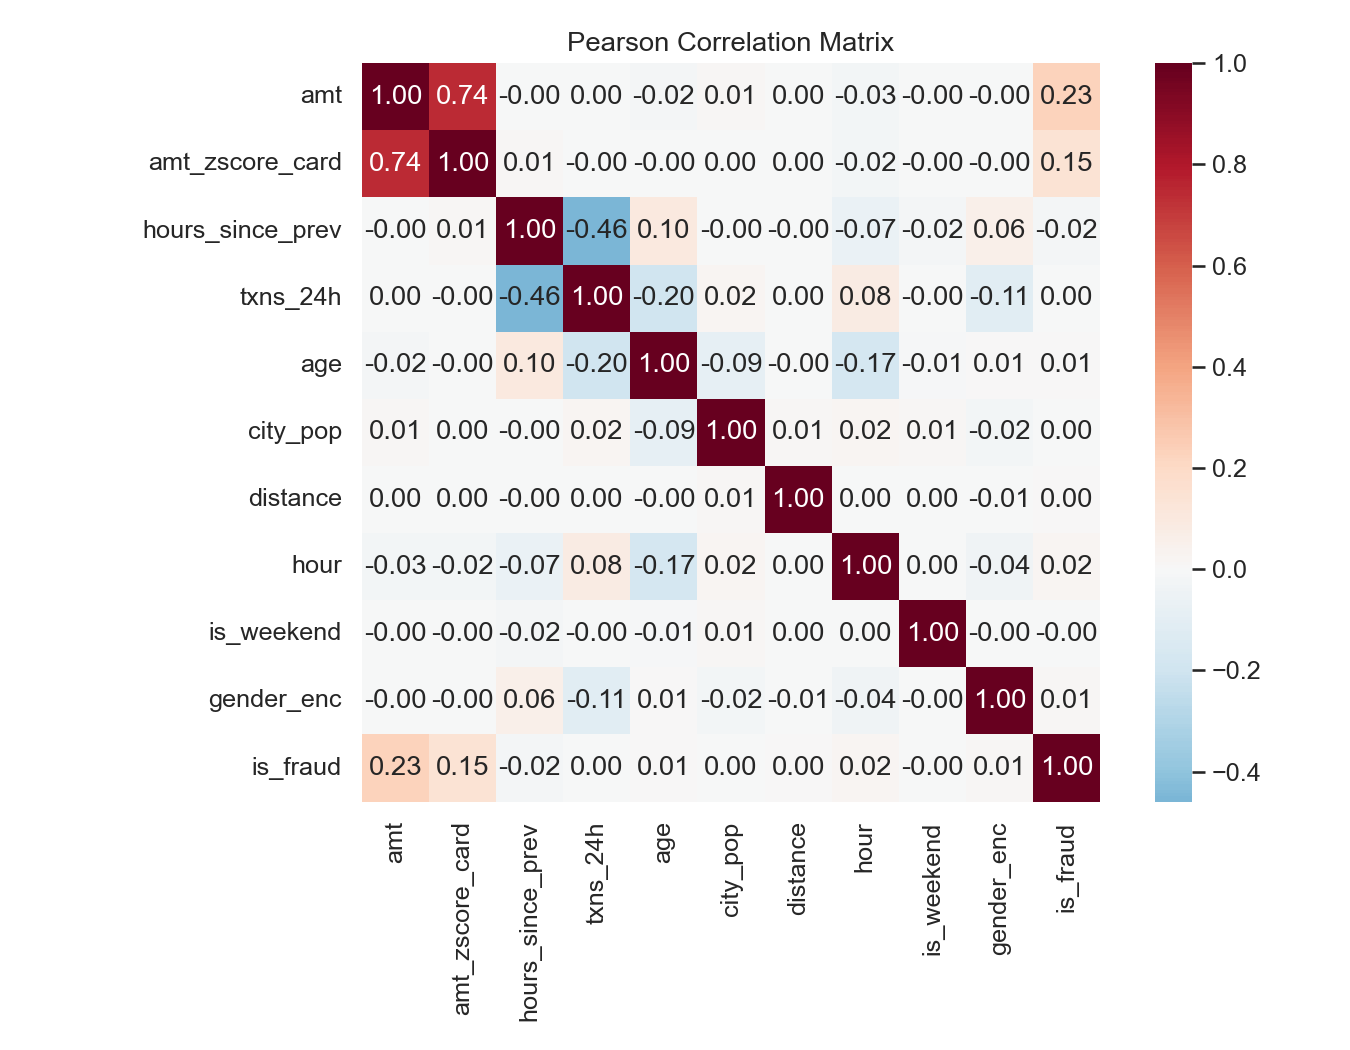 Pearson Correlation Matrix
amt 1.00 0.74 -0.00 0.00 -0.02 0.01 0.00 -0.03 -0.00 -0.00 0.23
amt_zscore_card 0.74 1.00 0.01 -0.00 -0.00 0.00 0.00 -0.02 -0.00 -0.00 0.15
hours_since_prev -0.00 0.01 1.00 -0.46 0.10 -0.00 -0.00 -0.07 -0.02 0.06 -0.02
txns_24h 0.00 -0.00 -0.46 1.00 -0.20 0.02 0.00 0.08 -0.00 -0.11 0.00
age -0.02 -0.00 0.10 -0.20 1.00 -0.09 -0.00 -0.17 -0.01 0.01 0.01
city_pop 0.01 0.00 -0.00 0.02 -0.09 1.00 0.01 0.02 0.01 -0.02 0.00
distance 0.00 0.00 -0.00 0.00 -0.00 0.01 1.00 0.00 0.00 -0.01 0.00
hour -0.03 -0.02 -0.07 0.08 -0.17 0.02 0.00 1.00 0.00 -0.04 0.02
is_weekend -0.00 -0.00 -0.02 -0.00 -0.01 0.01 0.00 0.00 1.00 -0.00 -0.00
gender_enc -0.00 -0.00 0.06 -0.11 0.01 -0.02 -0.01 -0.04 -0.00 1.00 0.01
is_fraud 0.23 0.15 -0.02 0.00 0.01 0.00 0.00 0.02 -0.00 0.01 1.00
amt
amt_zscore_card
hours_since_prev
txns_24h
age
city_pop
distance
hour
is_weekend
gender_enc
is_fraud
1.0
0.8
0.6
0.4
0.2
0.0
−0.2
−0.4